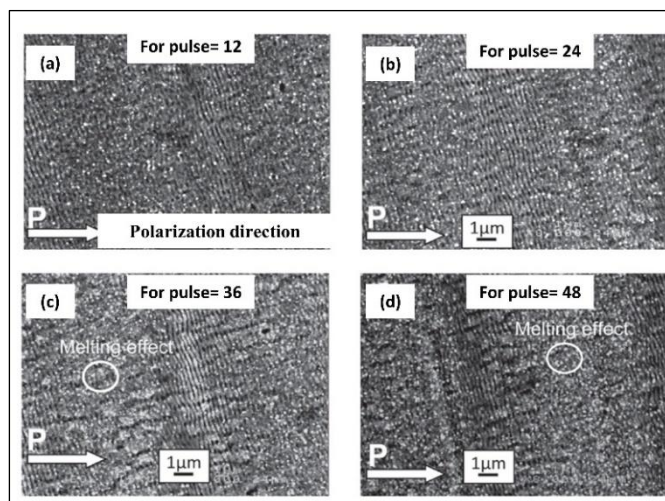 (a)
For pulse= 12
P
Polarization direction
(b)
For pulse= 24
P
1μm
(c)
For pulse= 36
Melting effect
P
1μm
(d)
For pulse= 48
Melting effect
P
1μm